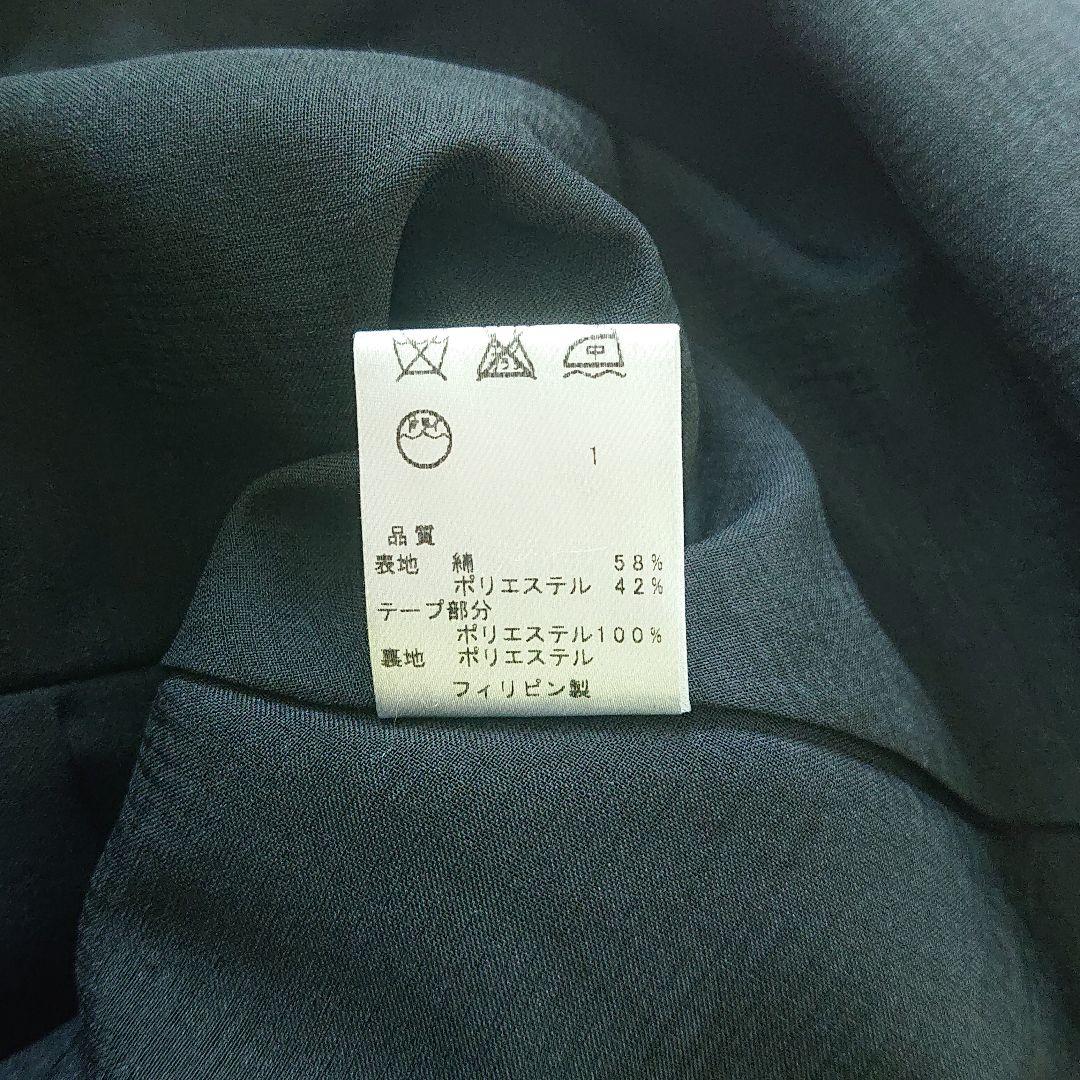 中
1
品質
表地 綿 58%
ポリエステル 42%
テープ部分
ポリエステル100%
裏地 ポリエステル
フィリピン製